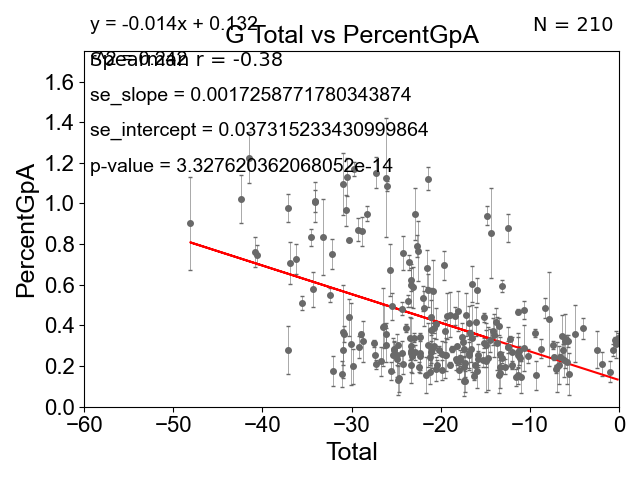 y = -0.014x + 0.132
N = 210
G Total vs PercentGpA
Spearman r = -0.38
se_slope = 0.0017258771780343874
se_intercept = 0.037315233430999864
p-value = 3.327620362068052e-14
PercentGpA
1.6
1.4
1.2
1.0
0.8
0.6
0.4
0.2
0.0
−60
−50
−40
−30
−20
−10
0
Total